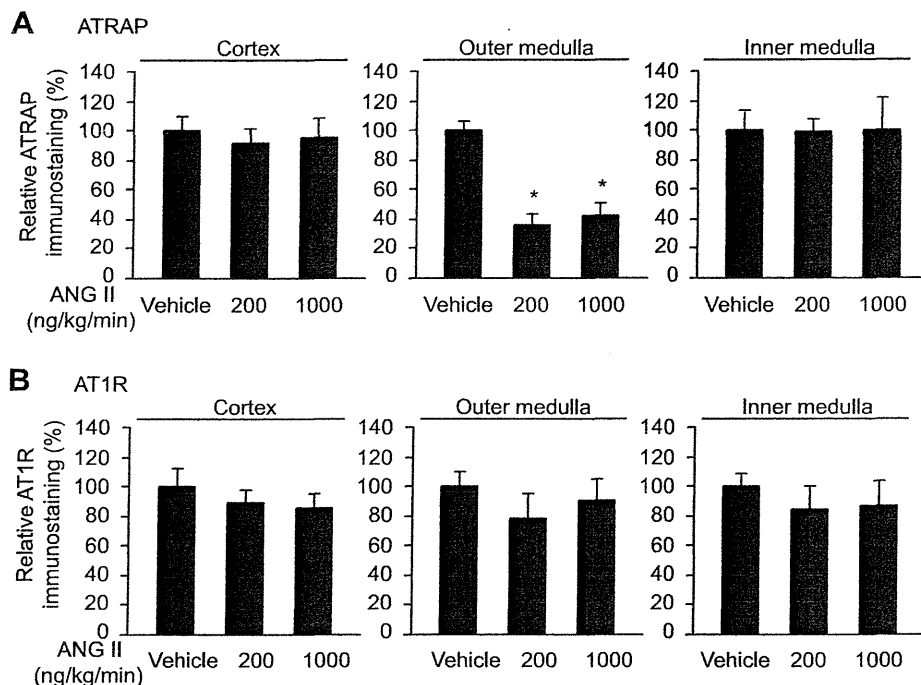 A ATRAP
Cortex Outer medulla Inner medulla
Relative ATRAP
immunostaining (%)
140 140 140
120 120 120
100 100 100
80 80 80
60 60 60
40 40 40
20 20 20
0 0 0
* *
ANG II Vehicle 200 1000 Vehicle 200 1000 Vehicle 200 1000
(ng/kg/min)
B AT1R
Cortex Outer medulla Inner medulla
Relative AT1R
immunostaining (%)
140 140 140
120 120 120
100 100 100
80 80 80
60 60 60
40 40 40
20 20 20
0 0 0
ANG II Vehicle 200 1000 Vehicle 200 1000 Vehicle 200 1000
(ng/kg/min)